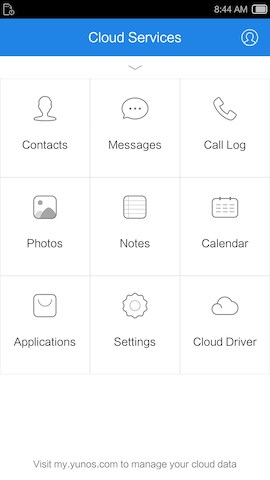 8:44 AM
Cloud Services
Contacts
Messages
Call Log
Photos
Notes
Calendar
Applications
Settings
Cloud Driver
Visit my.yunos.com to manage your cloud data